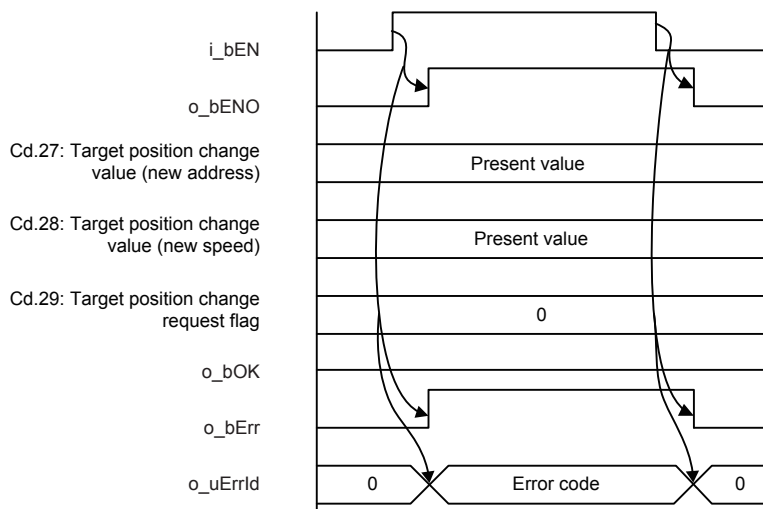 i_bEN
o_bENO
Cd.27: Target position change
value (new address)
Present value
Cd.28: Target position change
value (new speed)
Present value
Cd.29: Target position change
request flag
0
o_bOK
o_bErr
o_uErrId
0
Error code
0